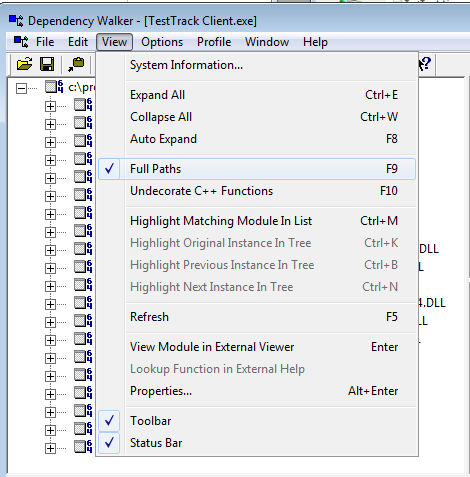 Dependency Walker - [TestTrack Client.exe]
File Edit View Options Profile Window Help
System Information...
c:\pr
Expand All Ctrl+E
Collapse All Ctrl+W
Auto Expand F8
Full Paths F9
Undecorate C++ Functions F10
Highlight Matching Module In List Ctrl+M
Highlight Original Instance In Tree Ctrl+K
.DLL
Highlight Previous Instance In Tree Ctrl+B
Highlight Next Instance In Tree Ctrl+N
4.DLL
Refresh F5
View Module in External Viewer Enter
Lookup Function in External Help
Properties... Alt+Enter
Toolbar
Status Bar